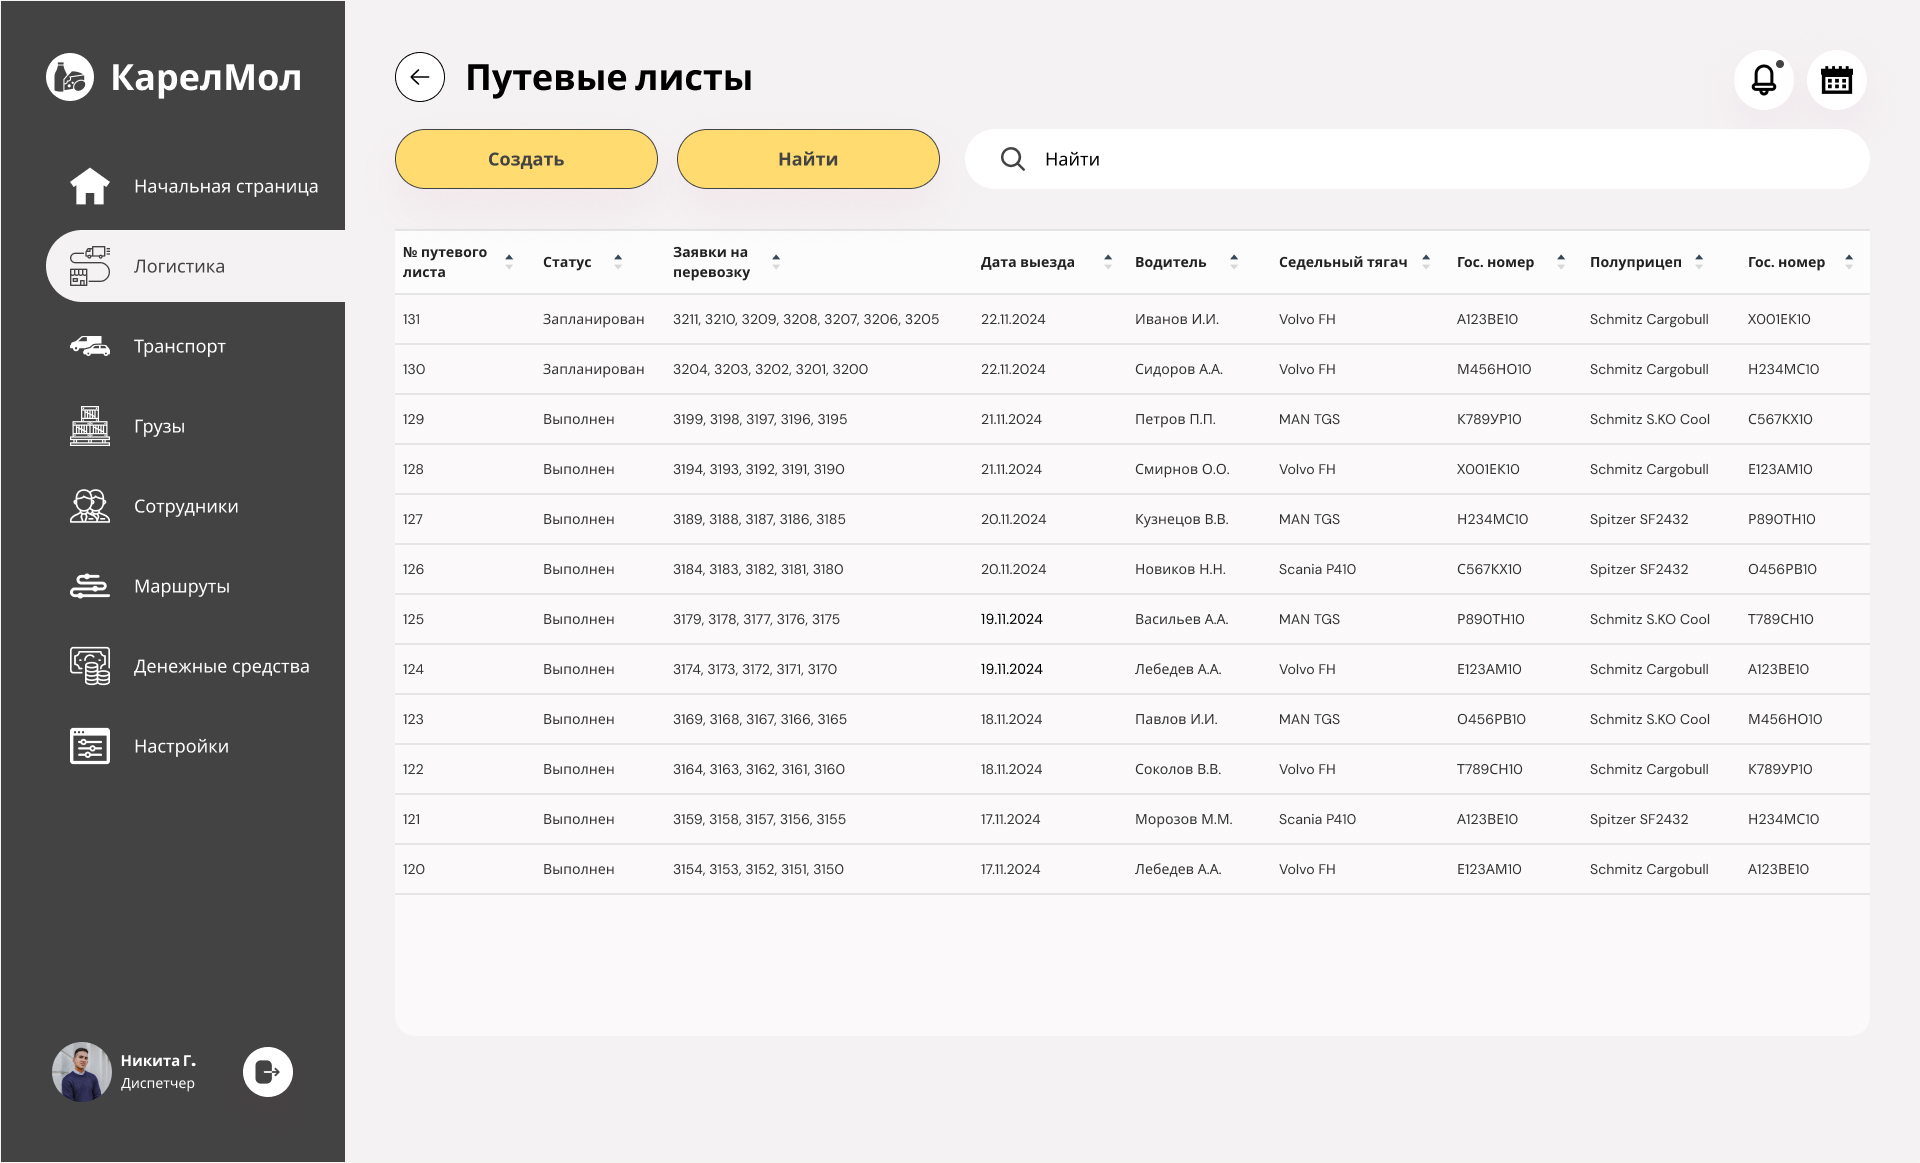 КарелМол
Начальная страница
Логистика
Транспорт
Грузы
Сотрудники
Маршруты
Денежные средства
Настройки
Никита Г.
Диспетчер
Путевые листы
Создать
Найти
Найти
№ путевого листа Статус Заявки на перевозку Дата выезда Водитель Седельный тягач Гос. номер Полуприцеп Гос. номер
131 Запланирован 3211, 3210, 3209, 3208, 3207, 3206, 3205 22.11.2024 Иванов И.И. Volvo FH А123ВЕ10 Schmitz Cargobull Х001ЕК10
130 Запланирован 3204, 3203, 3202, 3201, 3200 22.11.2024 Сидоров А.А. Volvo FH М456НО10 Schmitz Cargobull Н234МС10
129 Выполнен 3199, 3198, 3197, 3196, 3195 21.11.2024 Петров П.П. MAN TGS К789УР10 Schmitz S.KO Cool С567КХ10
128 Выполнен 3194, 3193, 3192, 3191, 3190 21.11.2024 Смирнов О.О. Volvo FH Х001ЕК10 Schmitz Cargobull Е123АМ10
127 Выполнен 3189, 3188, 3187, 3186, 3185 20.11.2024 Кузнецов В.В. MAN TGS Н234МС10 Spitzer SF2432 Р890ТН10
126 Выполнен 3184, 3183, 3182, 3181, 3180 20.11.2024 Новиков Н.Н. Scania P410 С567КХ10 Spitzer SF2432 О456РВ10
125 Выполнен 3179, 3178, 3177, 3176, 3175 19.11.2024 Васильев А.А. MAN TGS Р890ТН10 Schmitz S.KO Cool Т789СН10
124 Выполнен 3174, 3173, 3172, 3171, 3170 19.11.2024 Лебедев А.А. Volvo FH Е123АМ10 Schmitz Cargobull А123ВЕ10
123 Выполнен 3169, 3168, 3167, 3166, 3165 18.11.2024 Павлов И.И. MAN TGS О456РВ10 Schmitz S.KO Cool М456НО10
122 Выполнен 3164, 3163, 3162, 3161, 3160 18.11.2024 Соколов В.В. Volvo FH Т789СН10 Schmitz Cargobull К789УР10
121 Выполнен 3159, 3158, 3157, 3156, 3155 17.11.2024 Морозов М.М. Scania P410 А123ВЕ10 Spitzer SF2432 Н234МС10
120 Выполнен 3154, 3153, 3152, 3151, 3150 17.11.2024 Лебедев А.А. Volvo FH Е123АМ10 Schmitz Cargobull А123ВЕ10